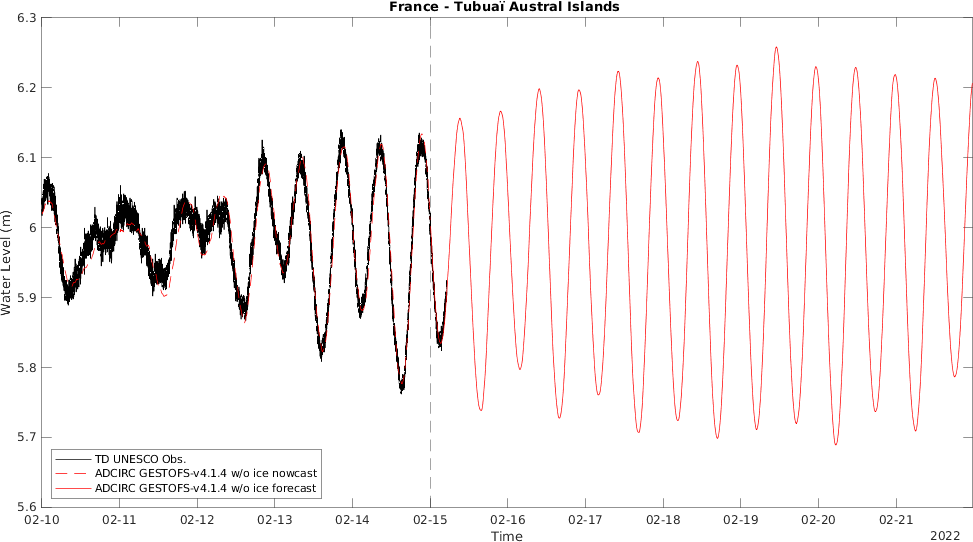 France - Tubuaï Austral Islands
6.3
6.2
6.1
6
5.9
5.8
5.7
5.6
Water Level (m)
TD UNESCO Obs.
ADCIRC GESTOFS-v4.1.4 w/o ice nowcast
ADCIRC GESTOFS-v4.1.4 w/o ice forecast
02-10 02-11 02-12 02-13 02-14 02-15 02-16 02-17 02-18 02-19 02-20 02-21
Time
2022